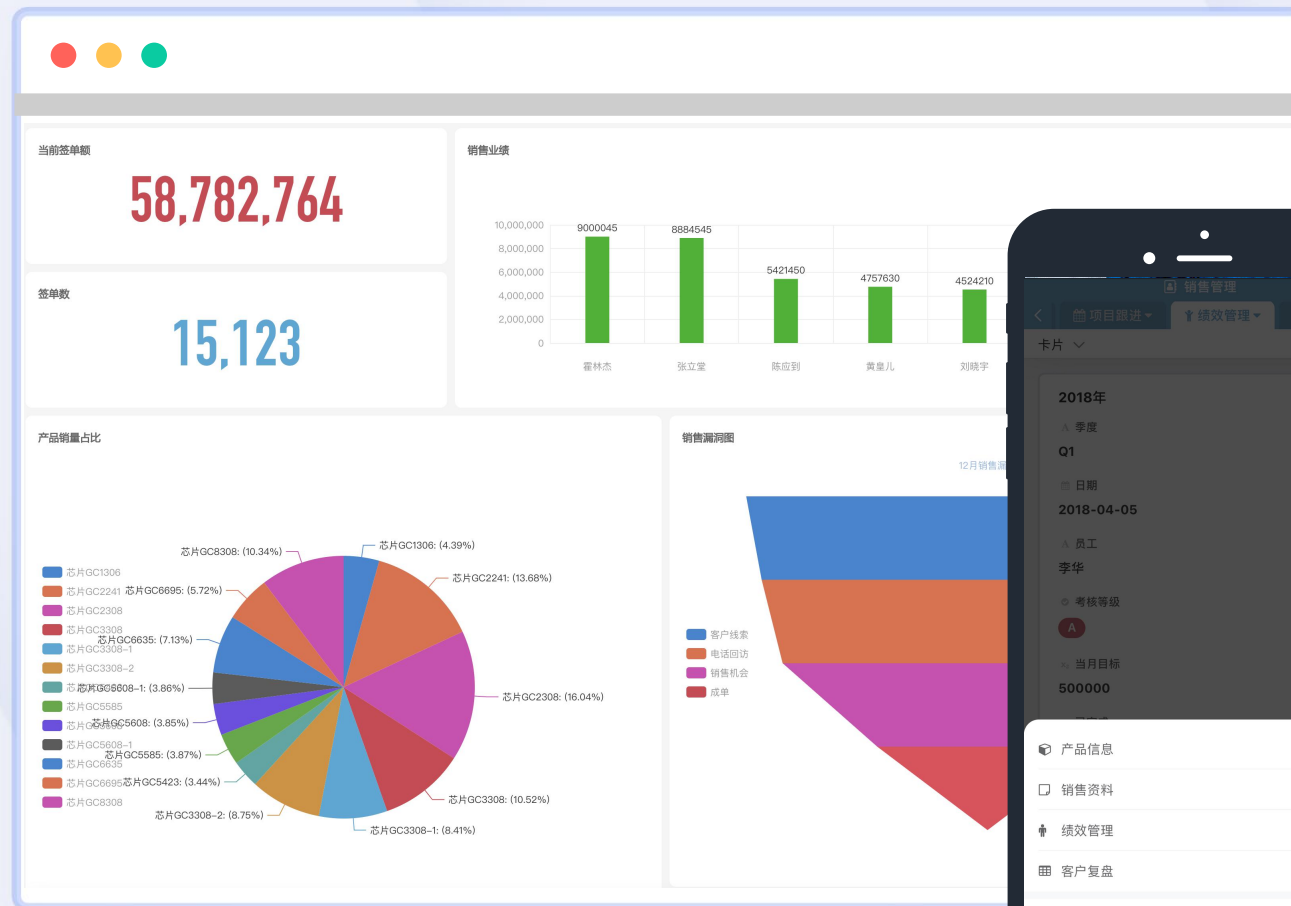 当前签单额
58,782,764
签单数
15,123
销售业绩
10,000,000
8,000,000
6,000,000
4,000,000
2,000,000
0
9000045
8884545
5421450
4757630
4524210
霍林杰
张立堂
陈应到
黄皇儿
刘晓宇
产品销量占比
芯片GC1306
芯片GC2241
芯片GC2308
芯片GC3308
芯片GC3308-1
芯片GC3308-2
芯片GC5585
芯片GC5608-1
芯片GC6635
芯片GC6695
芯片GC8308
芯片GC8308: (10.34%)
芯片GC6695: (5.72%)
芯片GC6635: (7.13%)
芯片GC5608-1: (3.86%)
芯片GC5608: (3.85%)
芯片GC5585: (3.87%)
芯片GC5423: (3.44%)
芯片GC3308-2: (8.75%)
芯片GC1306: (4.39%)
芯片GC2241: (13.68%)
芯片GC2308: (16.04%)
芯片GC3308: (10.52%)
芯片GC3308-1: (8.41%)
销售漏洞图
12月销售漏
客户线索
电话回访
销售机会
成单
销售管理
项目跟进
绩效管理
卡片
2018年
季度
Q1
日期
2018-04-05
员工
李华
考核等级
A
当月目标
500000
产品信息
销售资料
绩效管理
客户复盘